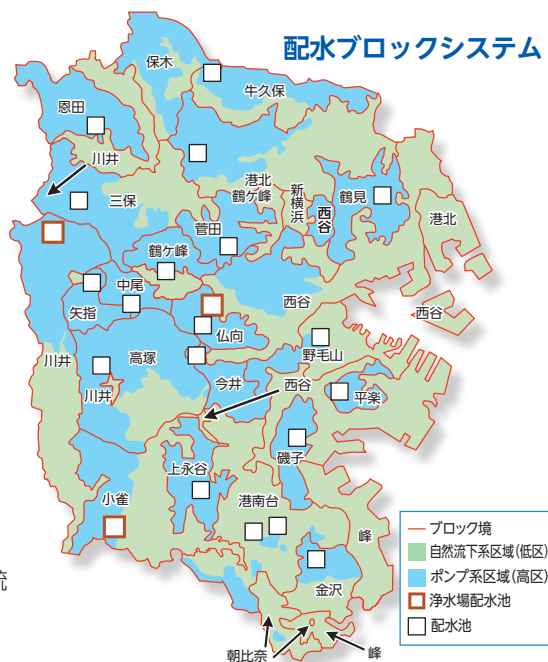 配水ブロックシステム
保木
牛久保
恩田
川井
三保
港北
鶴ケ峰
新横浜
西谷
鶴見
港北
菅田
鶴ケ峰
中尾
矢指
西谷
西谷
仏向
野毛山
川井
高塚
川井
今井
西谷
平楽
磯子
上永谷
小雀
港南台
峰
金沢
朝比奈
峰
流
ブロック境
自然流下系区域(低区)
ポンプ系区域(高区)
浄水場配水池
配水池